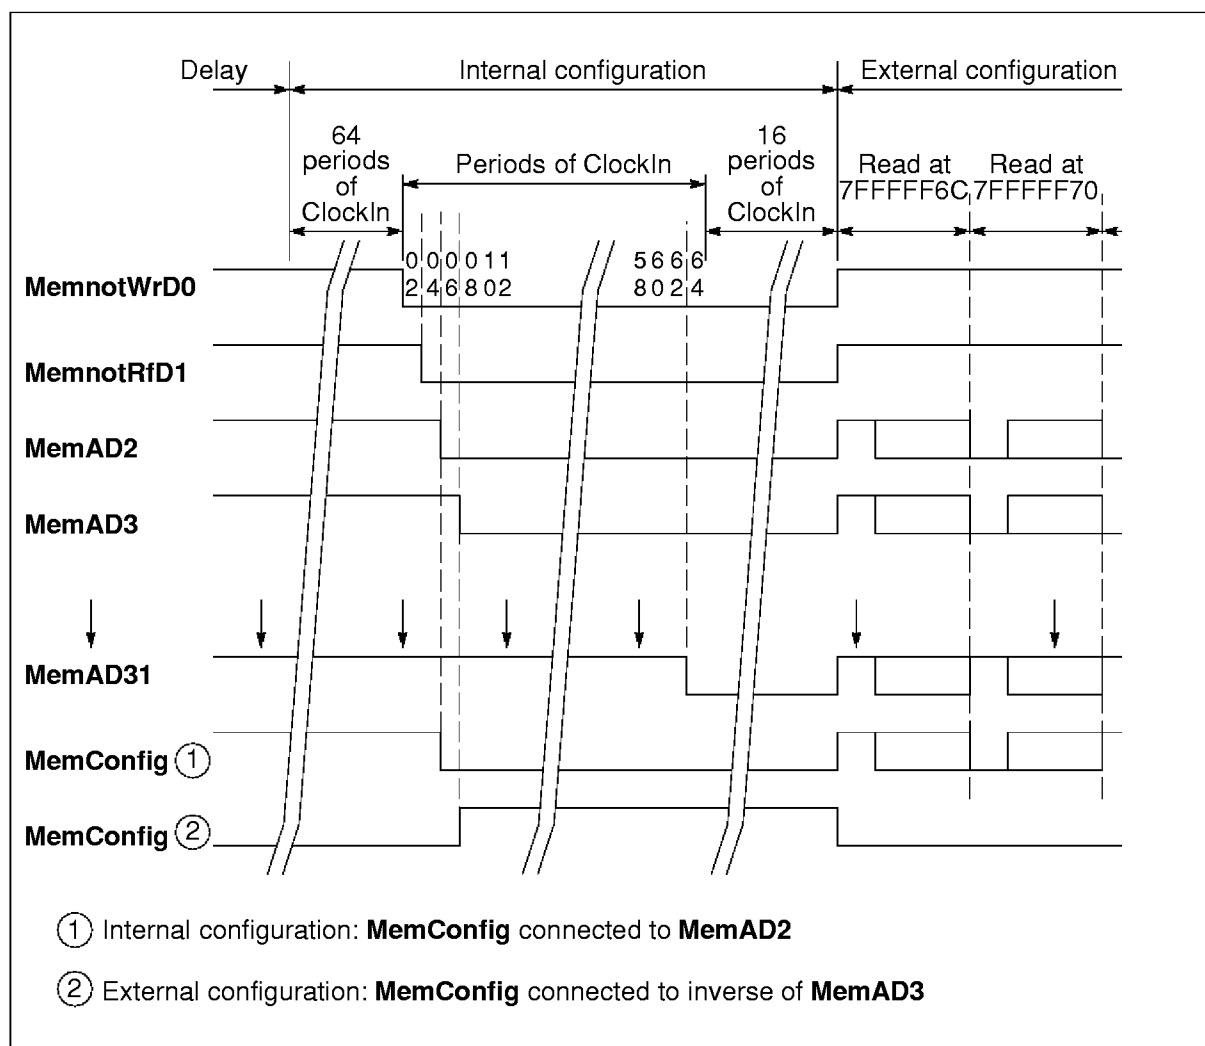 Delay Internal configuration External configuration
64
periods
of
ClockIn
Periods of ClockIn
16
periods
of
ClockIn
Read at
7FFFFF6C
Read at
7FFFFF70
0 0 0 0 1 1 5 6 6 6
2 4 6 8 0 2 8 0 2 4
MemnotWrD0
MemnotRfD1
MemAD2
MemAD3
MemAD31
MemConfig 1
MemConfig 2
1 Internal configuration: MemConfig connected to MemAD2
2 External configuration: MemConfig connected to inverse of MemAD3